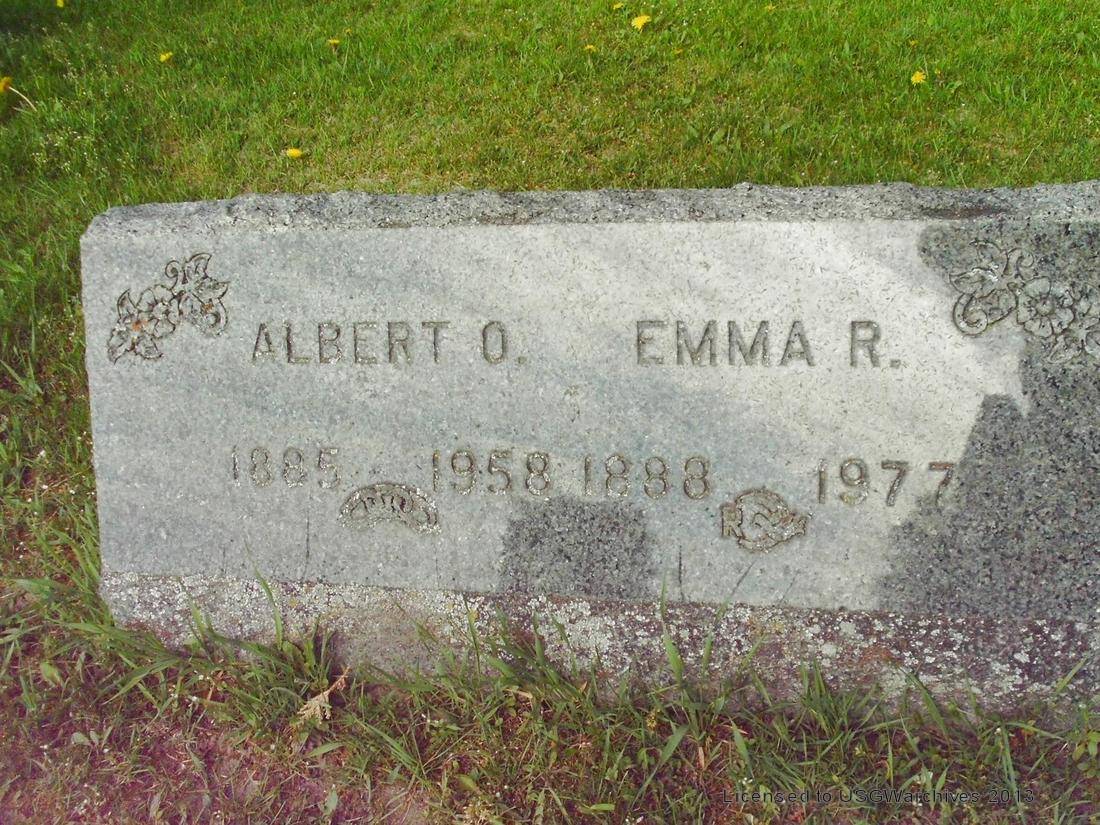 ALBERT O. EMMA R.
1885 1958 1888 1977
Licensed to USGWarchives 2013